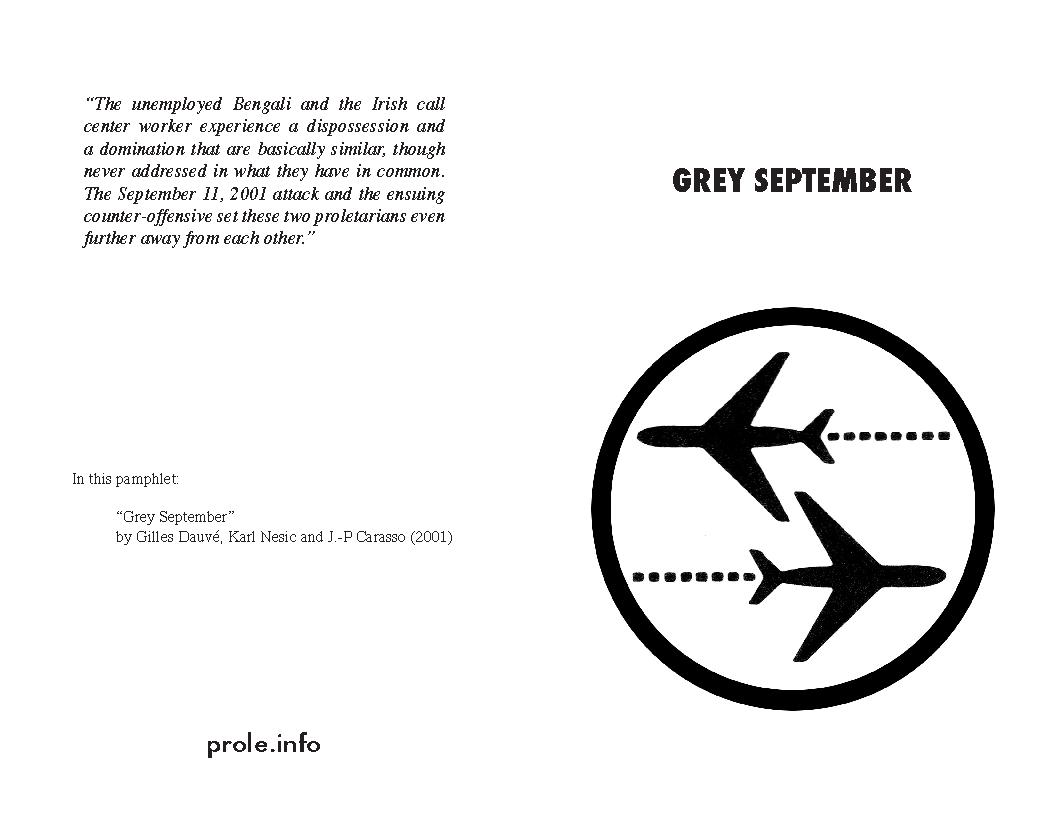 “The unemployed Bengali and the Irish call
center worker experience a dispossession and
a domination that are basically similar, though
never addressed in what they have in common.
The September 11, 2001 attack and the ensuing
counter-offensive set these two proletarians even
further away from each other.”
In this pamphlet:
“Grey September”
by Gilles Dauvé, Karl Nesic and J.-P Carasso (2001)
prole.info
GREY SEPTEMBER